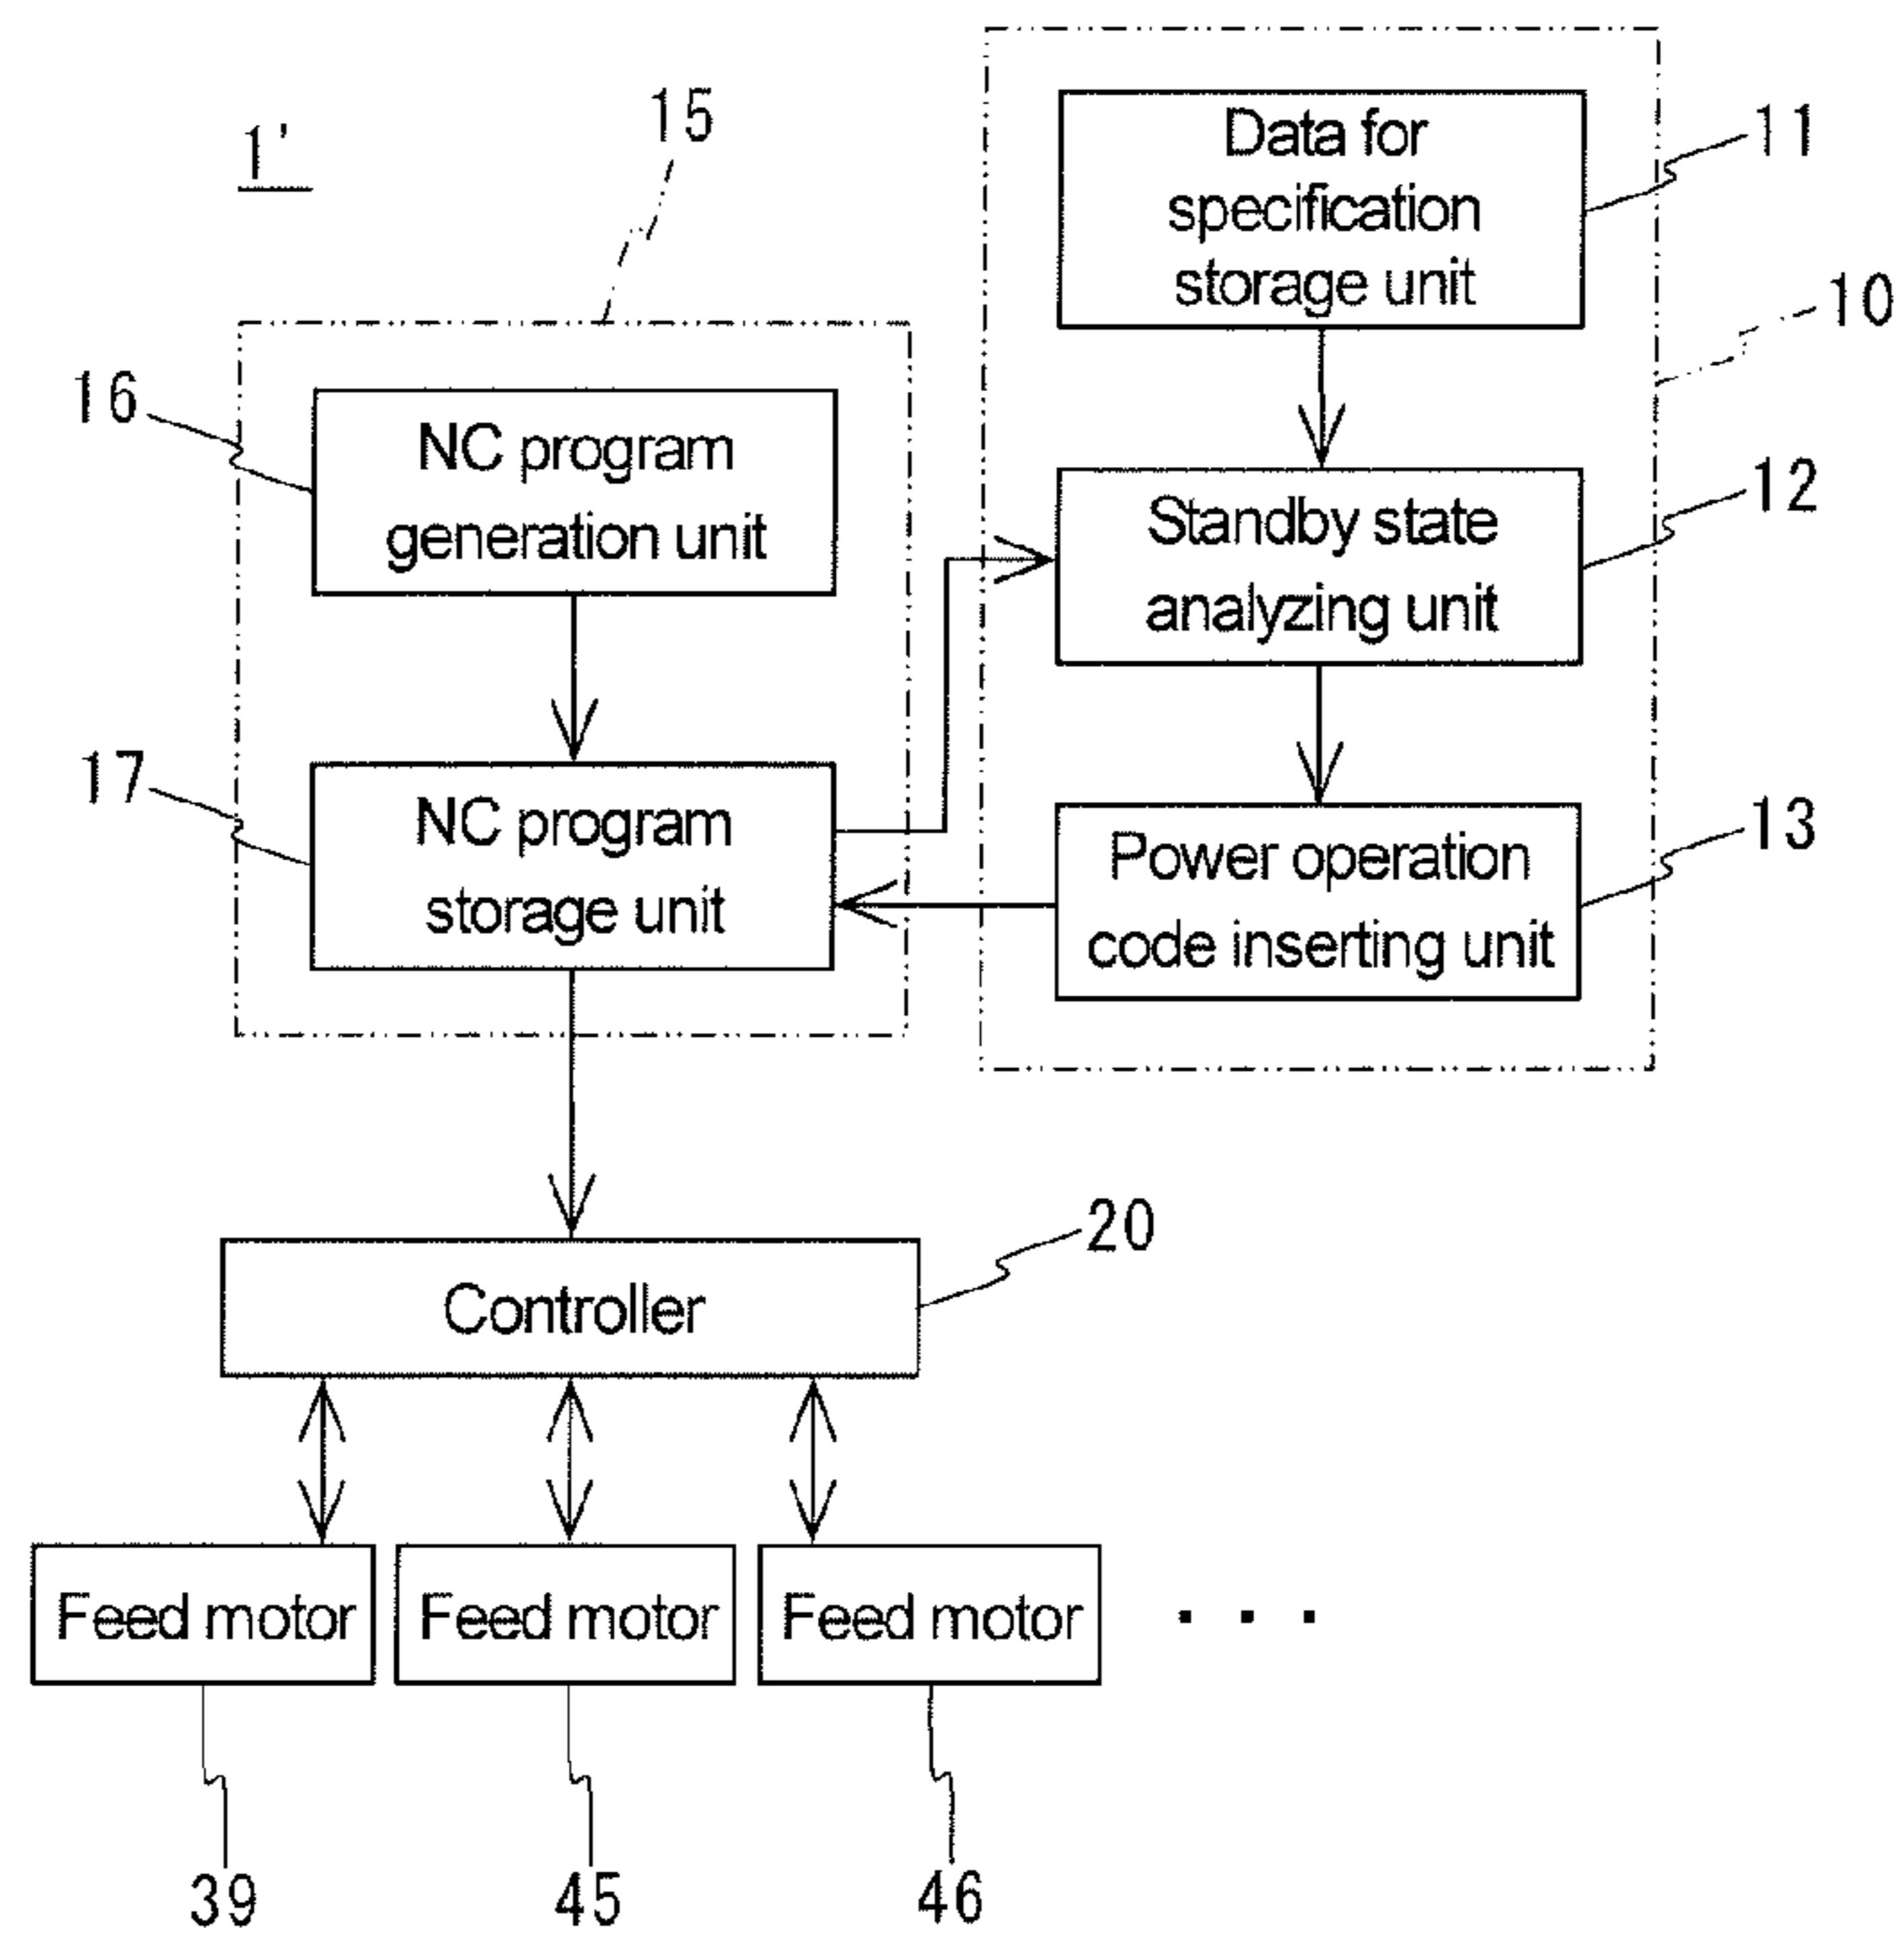 1'
15
Data for
specification
storage unit
11
10
16
NC program
generation unit
Standby state
analyzing unit
12
17
NC program
storage unit
Power operation
code inserting unit
13
Controller
20
Feed motor
Feed motor
Feed motor
. . .
39
45
46